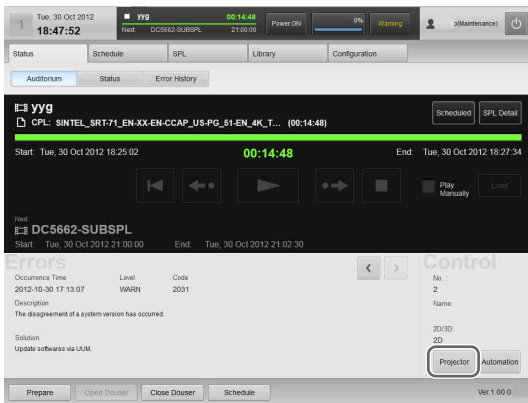 1
Tue, 30 Oct 2012
18:47:52
yyg 00:14:48
Next: DC5662-SUBSPL 21:00:00
Power ON
0%
Warning
(Maintenance)
Status Schedule SPL Library Configuration
Auditorium Status Error History
yyg
CPL: SINTEL_SRT-71_EN-XX-EN-CCAP_US-PG_51-EN_4K_T... (00:14:48)
Scheduled SPL Detail
Start: Tue, 30 Oct 2012 18:25:02 00:14:48 End: Tue, 30 Oct 2012 18:27:34
Play Manually
Load
Next
DC5662-SUBSPL
Start: Tue, 30 Oct 2012 21:00:00 End: Tue, 30 Oct 2012 21:02:30
Errors
Control
Occurrence Time Level Code
2012-10-30 17:13:07 WARN 2031
Description
The disagreement of a system version has occurred.
Solution
Update softwares via UUM.
No. :
2
Name:
2D/3D:
2D
Projector Automation
Prepare Open Douser Close Douser Schedule
Ver 1.00 0.